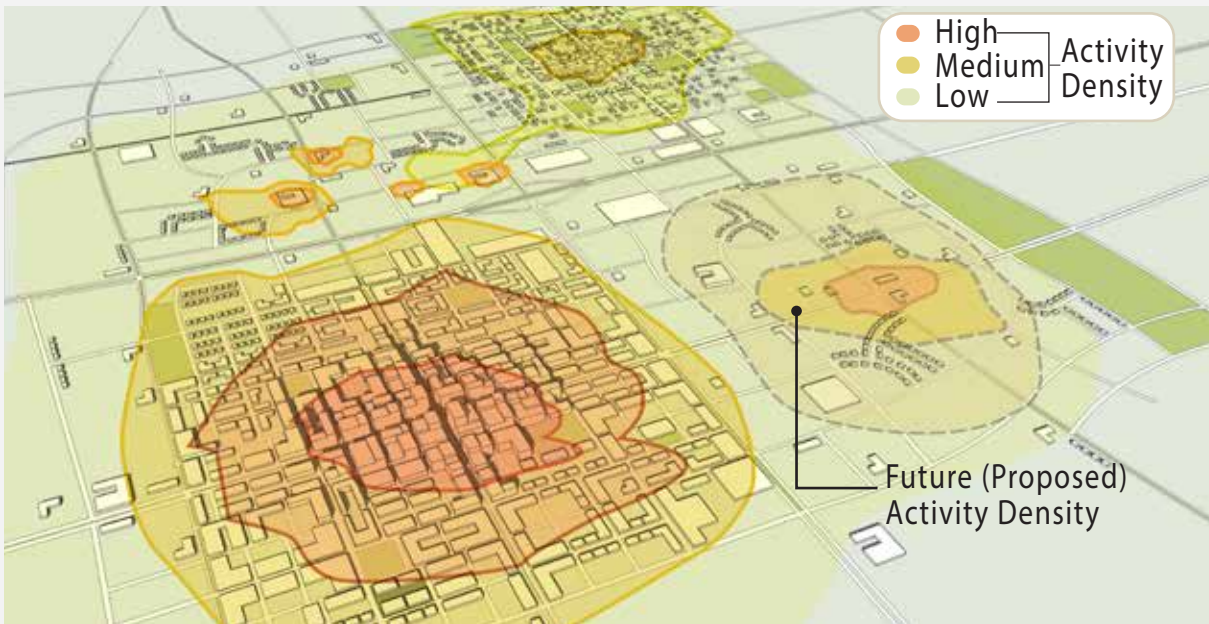 High
Medium
Low
Activity
Density
Future (Proposed)
Activity Density